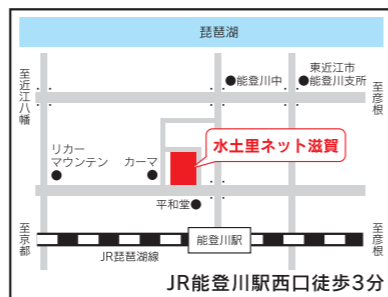 琵琶湖
至近江八幡
●能登川中
東近江市
●能登川支所
至彦根
水土里ネット滋賀
リカー
マウンテン
カーマ
平和堂●
至京都
能登川駅
至彦根
JR琵琶湖線
JR能登川駅西口徒歩3分